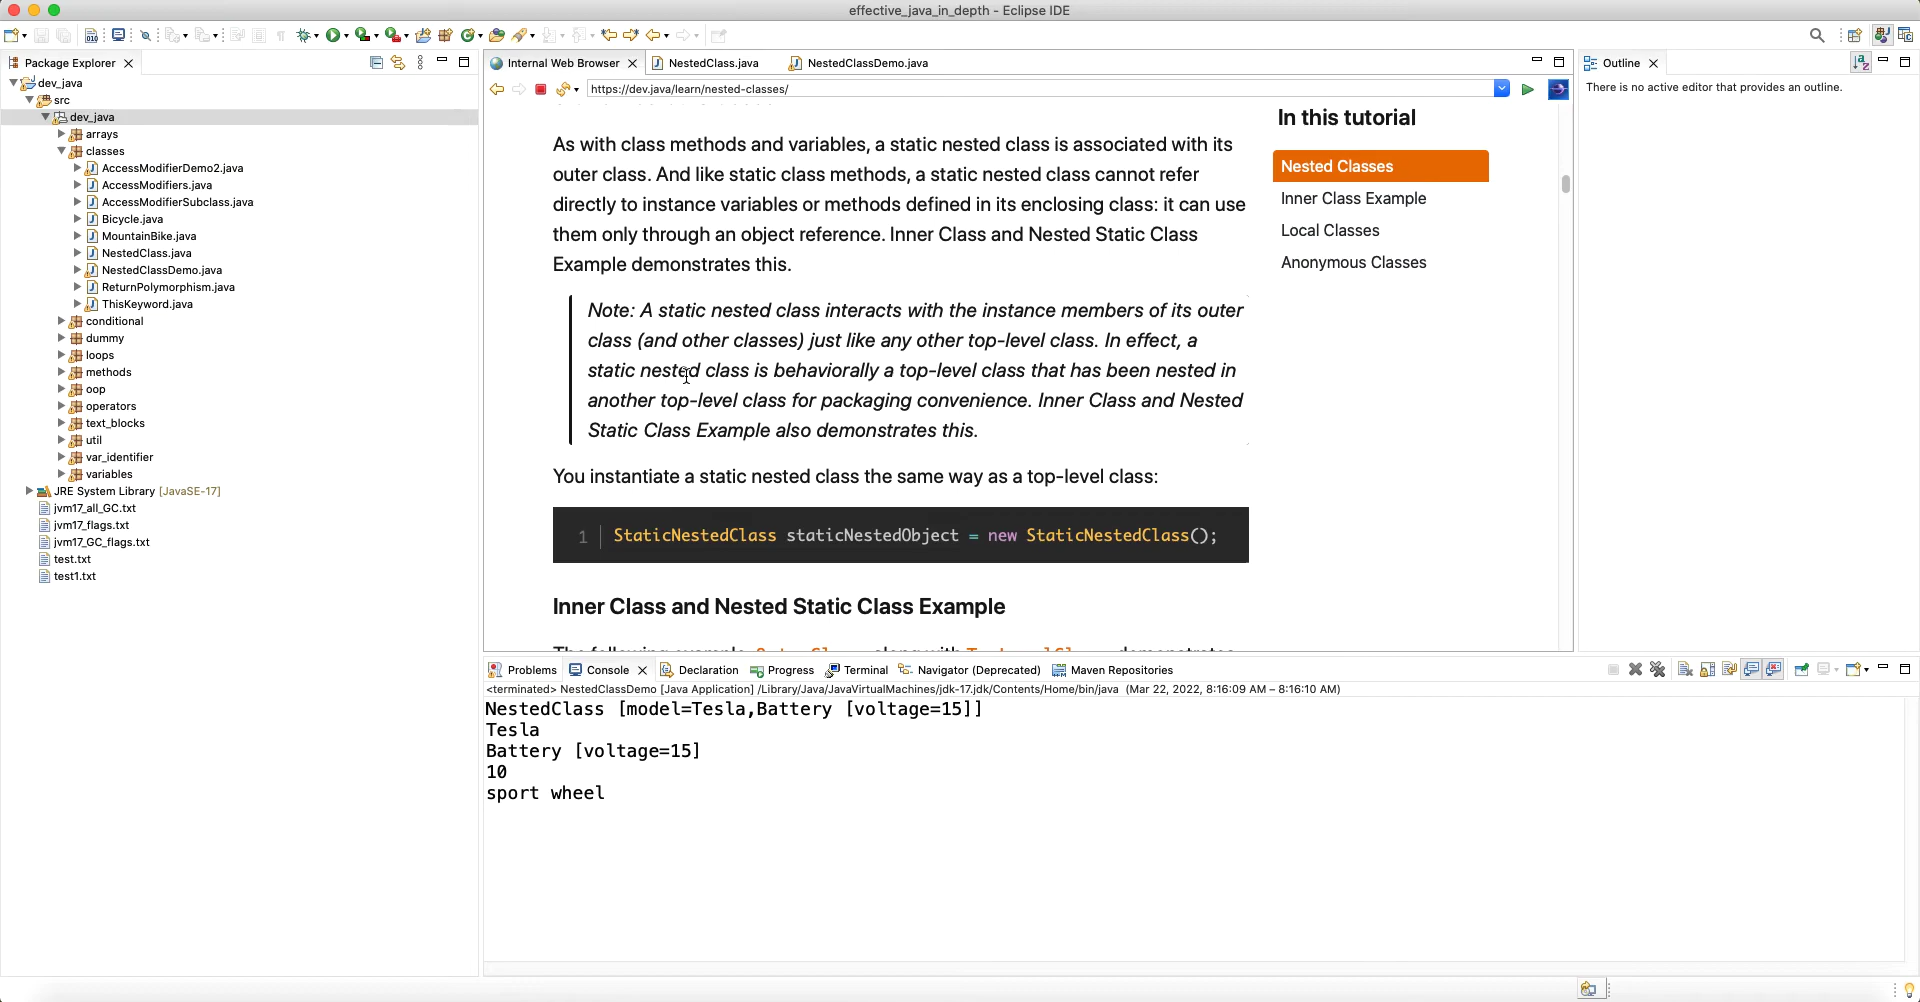 effective_java_in_depth - Eclipse IDE
Package Explorer
dev_java
src
dev_java
arrays
classes
AccessModifierDemo2.java
AccessModifiers.java
AccessModifierSubclass.java
Bicycle.java
MountainBike.java
NestedClass.java
NestedClassDemo.java
ReturnPolymorphism.java
ThisKeyword.java
conditional
dummy
loops
methods
oop
operators
text_blocks
util
var_identifier
variables
JRE System Library [JavaSE-17]
jvm17_all_GC.txt
jvm17_flags.txt
jvm17_GC_flags.txt
test.txt
test1.txt
Internal Web Browser
NestedClass.java
NestedClassDemo.java
https://dev.java/learn/nested-classes/
As with class methods and variables, a static nested class is associated with its
outer class. And like static class methods, a static nested class cannot refer
directly to instance variables or methods defined in its enclosing class: it can use
them only through an object reference. Inner Class and Nested Static Class
Example demonstrates this.
Note: A static nested class interacts with the instance members of its outer
class (and other classes) just like any other top-level class. In effect, a
static nested class is behaviorally a top-level class that has been nested in
another top-level class for packaging convenience. Inner Class and Nested
Static Class Example also demonstrates this.
You instantiate a static nested class the same way as a top-level class:
1 StaticNestedClass staticNestedObject = new StaticNestedClass();
Inner Class and Nested Static Class Example
In this tutorial
Nested Classes
Inner Class Example
Local Classes
Anonymous Classes
Outline
There is no active editor that provides an outline.
Problems
Console
Declaration
Progress
Terminal
Navigator (Deprecated)
Maven Repositories
<terminated> NestedClassDemo [Java Application] /Library/Java/JavaVirtualMachines/jdk-17.jdk/Contents/Home/bin/java (Mar 22, 2022, 8:16:09 AM – 8:16:10 AM)
NestedClass [model=Tesla,Battery [voltage=15]]
Tesla
Battery [voltage=15]
10
sport wheel